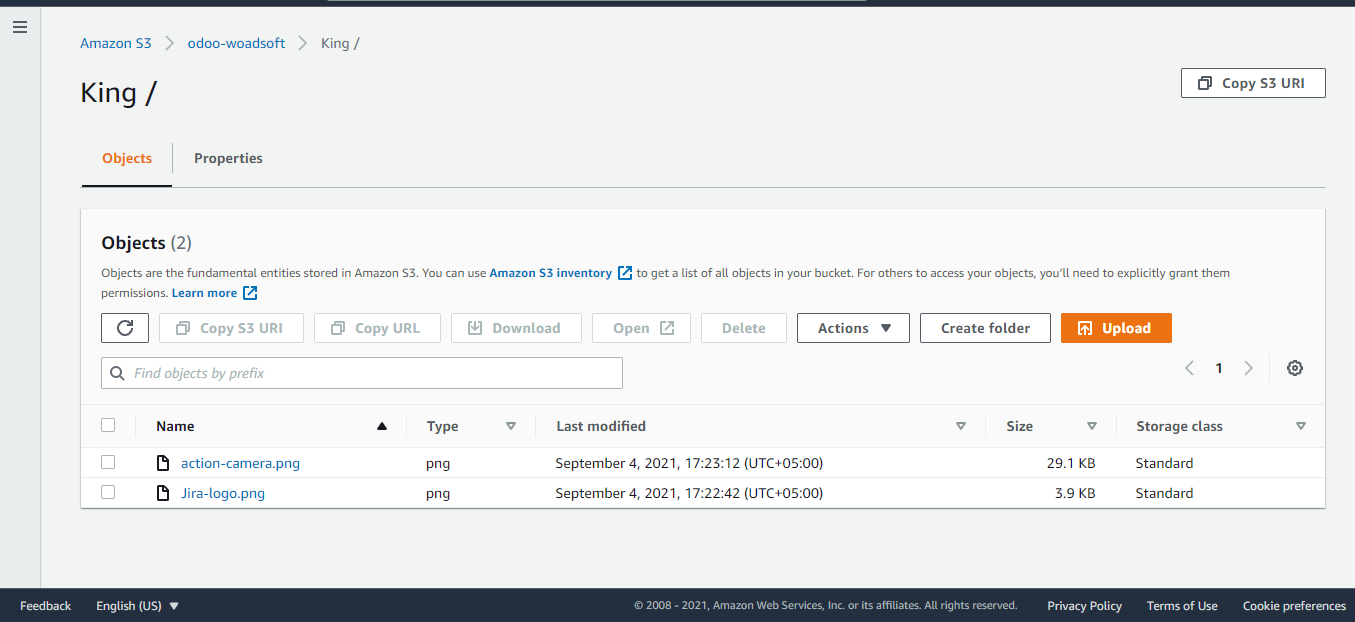 Amazon S3 > odoo-woadsoft > King /
King /
Copy S3 URI
Objects Properties
Objects (2)
Objects are the fundamental entities stored in Amazon S3. You can use Amazon S3 inventory to get a list of all objects in your bucket. For others to access your objects, you'll need to explicitly grant them
permissions. Learn more
Copy S3 URI Copy URL Download Open Delete Actions Create folder Upload
Find objects by prefix
1
Name Type Last modified Size Storage class
action-camera.png png September 4, 2021, 17:23:12 (UTC+05:00) 29.1 KB Standard
Jira-logo.png png September 4, 2021, 17:22:42 (UTC+05:00) 3.9 KB Standard
Feedback English (US) © 2008 - 2021, Amazon Web Services, Inc. or its affiliates. All rights reserved. Privacy Policy Terms of Use Cookie preferences